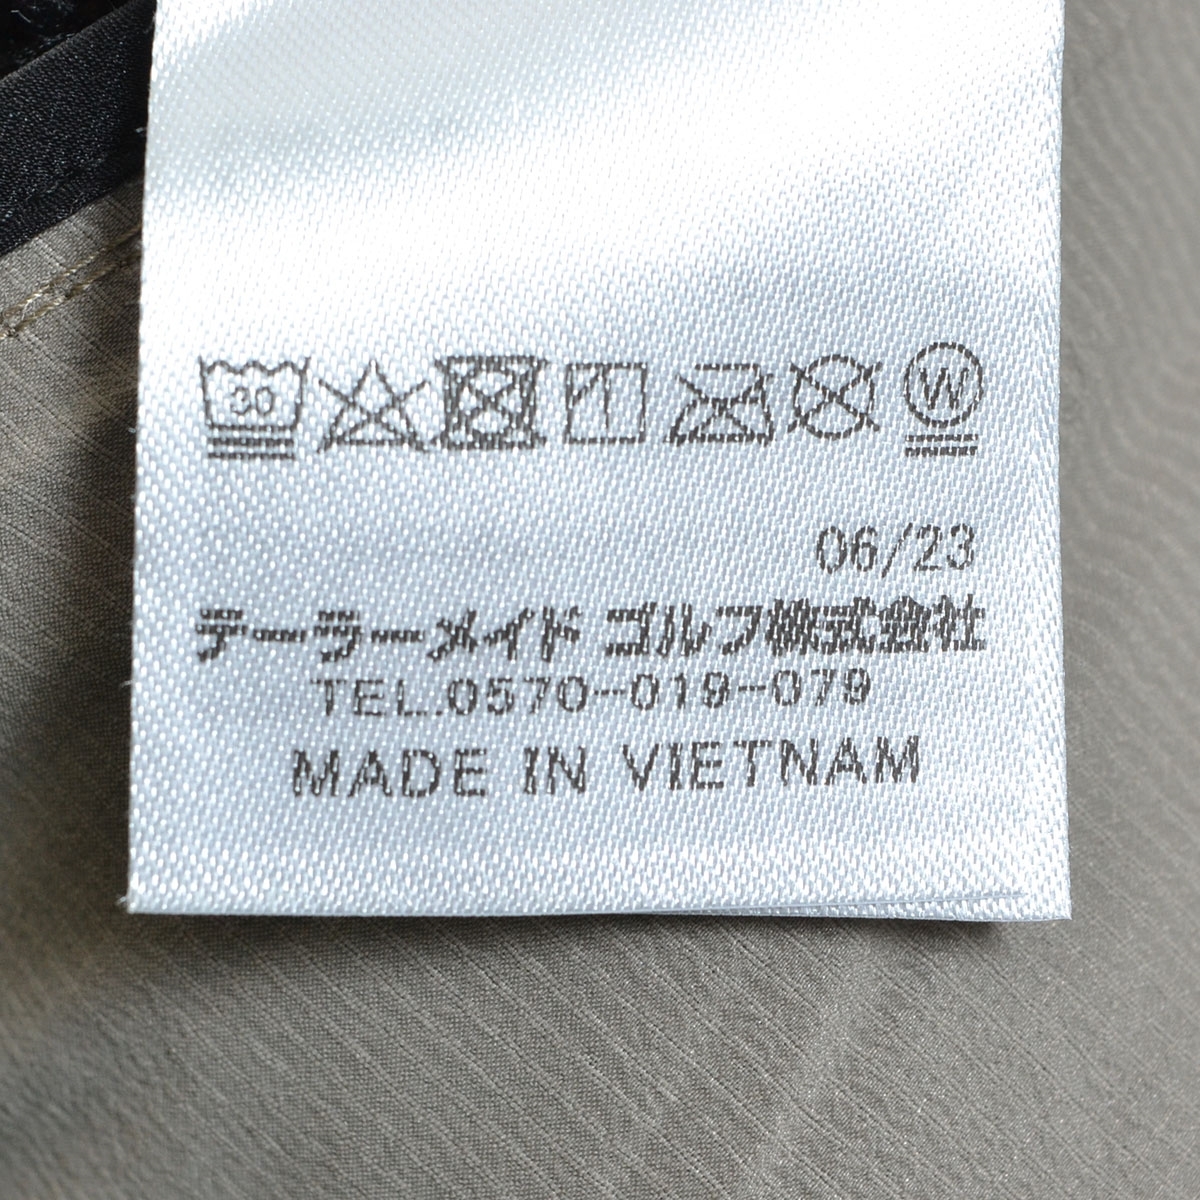 30 W
06/23
テーラーメイド ゴルフ株式会社
TEL.0570-019-079
MADE IN VIETNAM